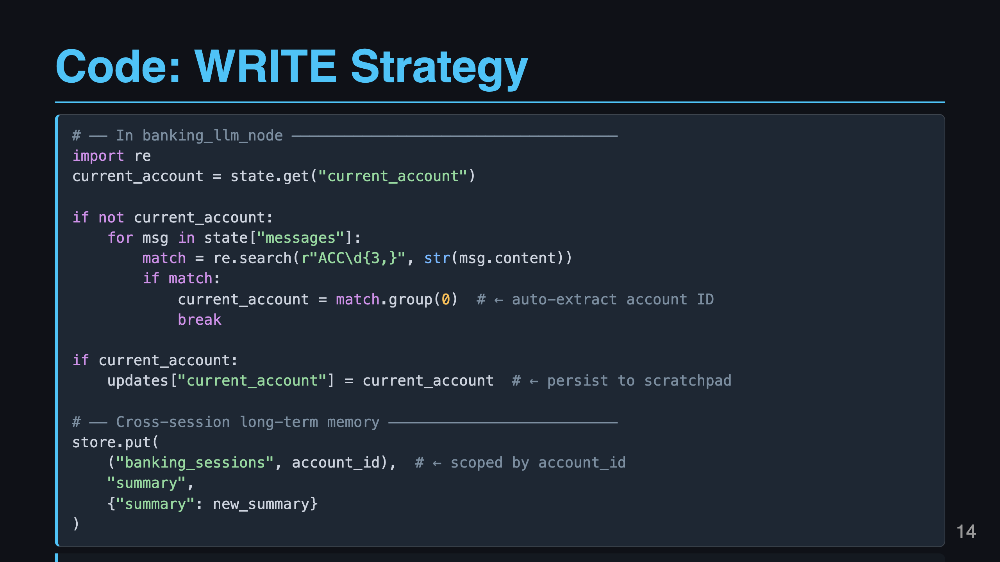 Code: WRITE Strategy
# —— In banking_llm_node —————————————————————————————————————
import re
current_account = state.get("current_account")
if not current_account:
    for msg in state["messages"]:
        match = re.search(r"ACC\d{3,}", str(msg.content))
        if match:
            current_account = match.group(0)  # ← auto-extract account ID
            break
if current_account:
    updates["current_account"] = current_account  # ← persist to scratchpad
# —— Cross-session long-term memory ——————————————————————————
store.put(
    ("banking_sessions", account_id),  # ← scoped by account_id
    "summary",
    {"summary": new_summary}
)
14